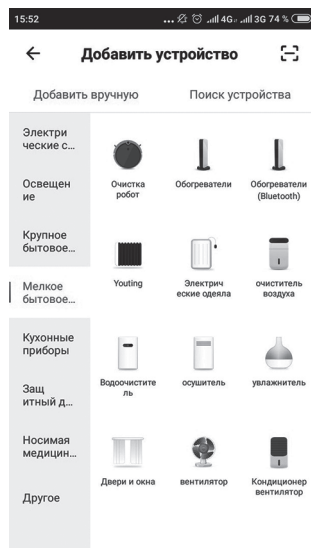 15:52
... 4G 3G 74 %
Добавить устройство
Добавить вручную
Поиск устройства
Электри
ческие с...
Освещен
ие
Крупное
бытовое...
Мелкое
бытовое...
Кухонные
приборы
Защ
итный д...
Носимая
медицин...
Другое
Очистка
робот
Обогреватели
Обогреватели
(Bluetooth)
Youting
Электрич
еские одеяла
очиститель
воздуха
Водоочистите
ль
осушитель
увлажнитель
Двери и окна
вентилятор
Кондиционер
вентилятор